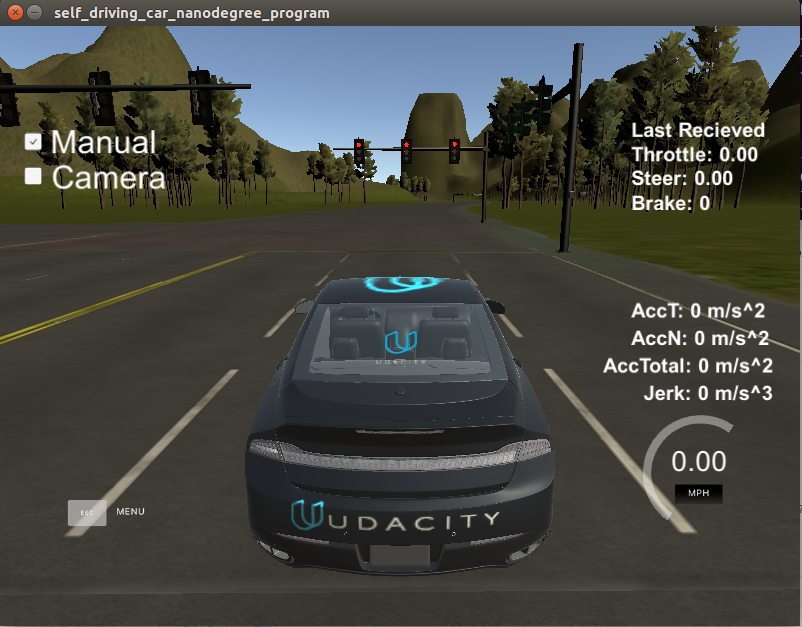 self_driving_car_nanodegree_program
Manual
Camera
Last Recieved
Throttle: 0.00
Steer: 0.00
Brake: 0
AccT: 0 m/s^2
AccN: 0 m/s^2
AccTotal: 0 m/s^2
Jerk: 0 m/s^3
0.00
MPH
UDACITY
ESC MENU
UDACITY